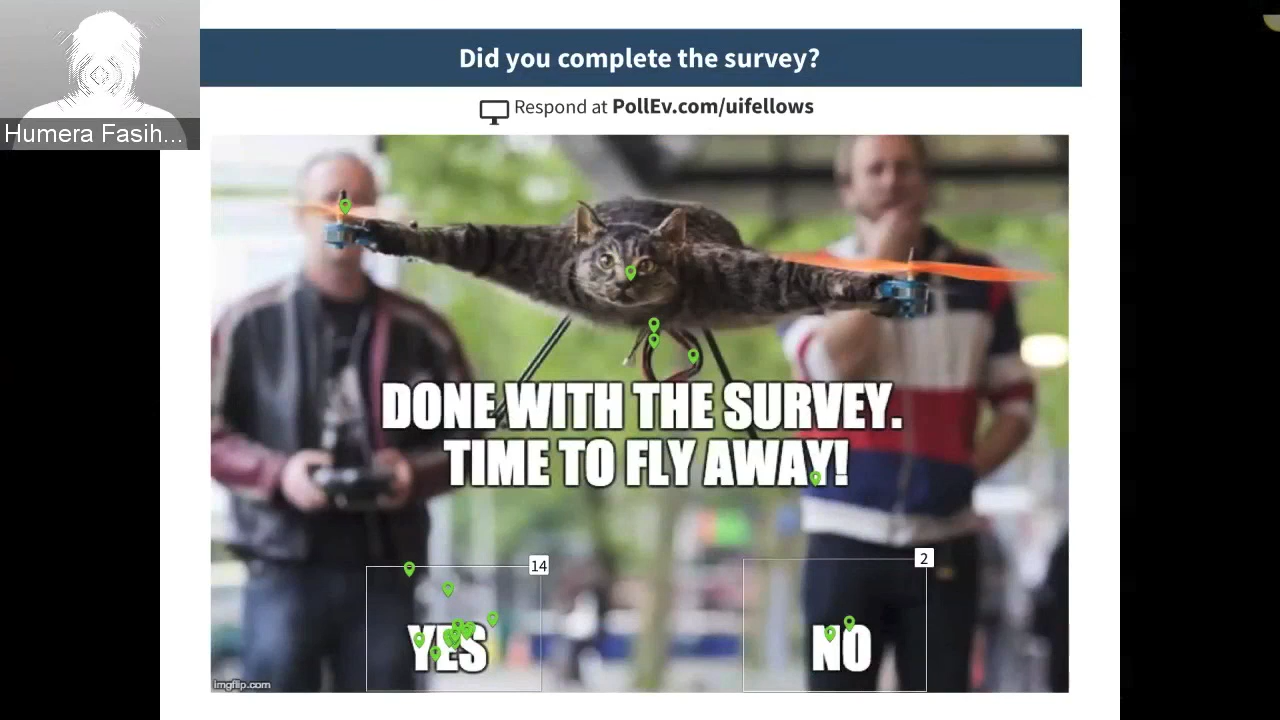 Did you complete the survey?
Respond at PollEv.com/uifellows
Humera Fasih...
DONE WITH THE SURVEY.
TIME TO FLY AWAY!
14
2
YES
NO
imgflip.com